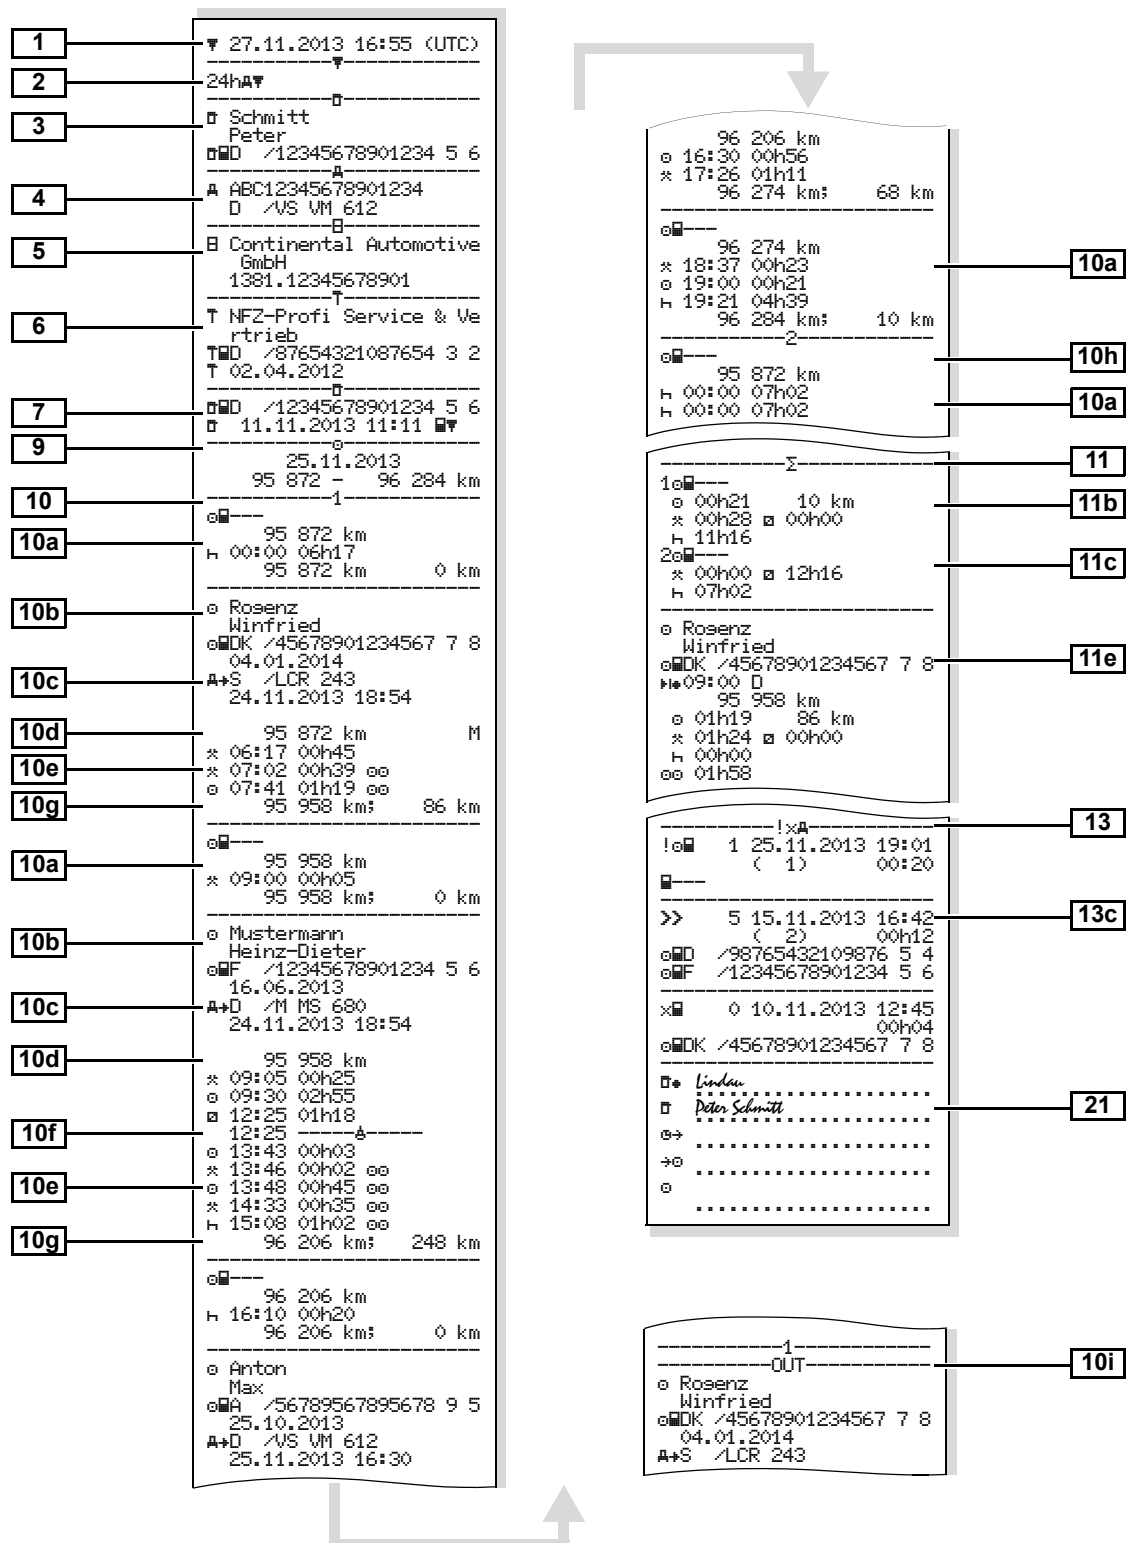 1
▼ 27.11.2013 16:55 (UTC)
2
24h
3
Schmitt
Peter
D /12345678901234 5 6
4
ABC12345678901234
D /VS VM 612
5
Continental Automotive
GmbH
1381.12345678901
6
NFZ-Profi Service & Ve
rtrieb
D /87654321087654 3 2
02.04.2012
7
D /12345678901234 5 6
11.11.2013 11:11
9
25.11.2013
95 872 - 96 284 km
10
1
---
95 872 km
10a
00:00 06h17
95 872 km 0 km
10b
Rogenz
Winfried
DK /45678901234567 7 8
04.01.2014
10c
S /LCR 243
24.11.2013 18:54
10d
95 872 km M
06:17 00h45
10e
07:02 00h39
07:41 01h19
10g
95 958 km; 86 km
---
10a
95 958 km
09:00 00h05
95 958 km; 0 km
10b
Mustermann
Heinz-Dieter
F /12345678901234 5 6
16.06.2013
10c
D /M MS 680
24.11.2013 18:54
10d
95 958 km
09:05 00h25
09:30 02h55
12:25 01h18
10f
12:25 ----------
13:43 00h03
13:46 00h02
10e
13:48 00h45
14:33 00h35
15:08 01h02
10g
96 206 km; 248 km
---
96 206 km
16:10 00h20
96 206 km; 0 km
Anton
Max
A /56789567895678 9 5
25.10.2013
D /VS VM 612
25.11.2013 16:30
96 206 km
16:30 00h56
17:26 01h11
96 274 km; 68 km
---
96 274 km
10a
18:37 00h23
19:00 00h21
19:21 04h39
96 284 km; 10 km
2
10h
---
95 872 km
00:00 07h02
10a
00:00 07h02
11
Σ
1 ---
11b
00h21 10 km
00h28 00h00
11h16
2 ---
11c
00h00 12h16
07h02
Rogenz
Winfried
11e
DK /45678901234567 7 8
09:00 D
95 958 km
01h19 86 km
01h24 00h00
00h00
01h58
13
!x
! 1 25.11.2013 19:01
( 1) 00:20
---
13c
>> 5 15.11.2013 16:42
( 2) 00h12
D /98765432109876 5 4
F /12345678901234 5 6
x 0 10.11.2013 12:45
00h04
DK /45678901234567 7 8
Lindau
21
Peter Schmitt
1
OUT
10i
Rogenz
Winfried
DK /45678901234567 7 8
04.01.2014
S /LCR 243